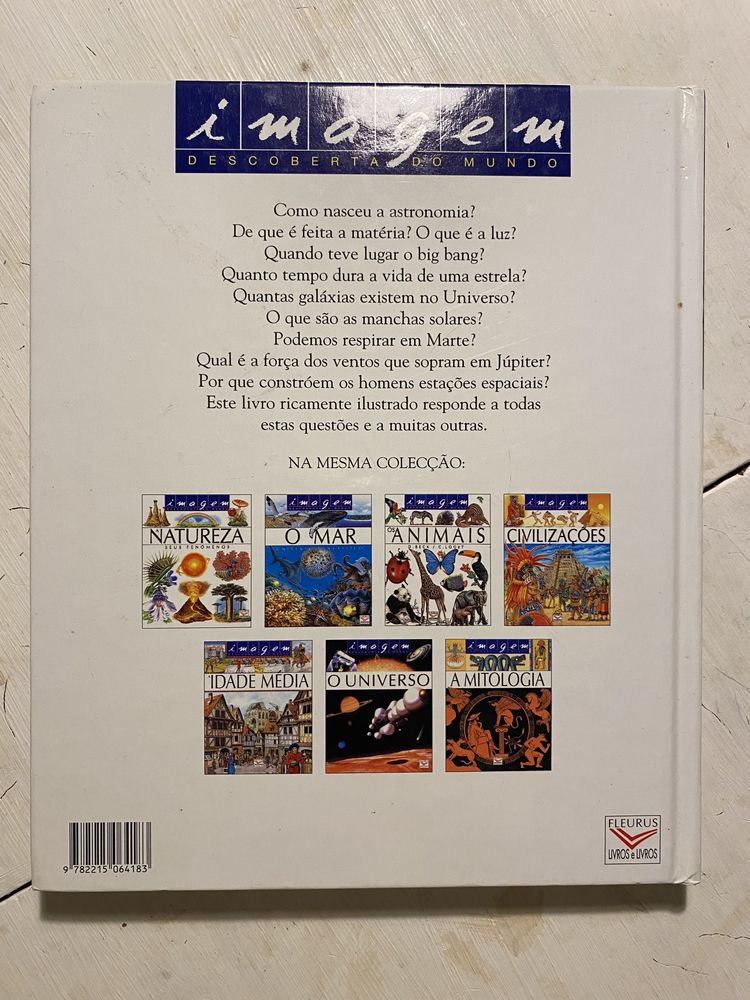 imagem
DESCOBERTA DO MUNDO
Como nasceu a astronomia?
De que é feita a matéria? O que é a luz?
Quando teve lugar o big bang?
Quanto tempo dura a vida de uma estrela?
Quantas galáxias existem no Universo?
O que são as manchas solares?
Podemos respirar em Marte?
Qual é a força dos ventos que sopram em Júpiter?
Por que constróem os homens estações espaciais?
Este livro ricamente ilustrado responde a todas
estas questões e a muitas outras.
NA MESMA COLECÇÃO:
imagem
NATUREZA
SEUS FENÓMENOS
imagem
O MAR
imagem
OS ANIMAIS
imagem
CIVILIZAÇÕES
imagem
IDADE MÉDIA
imagem
O UNIVERSO
imagem
A MITOLOGIA
9 782215 064183
FLEURUS
LIVROS e LIVROS